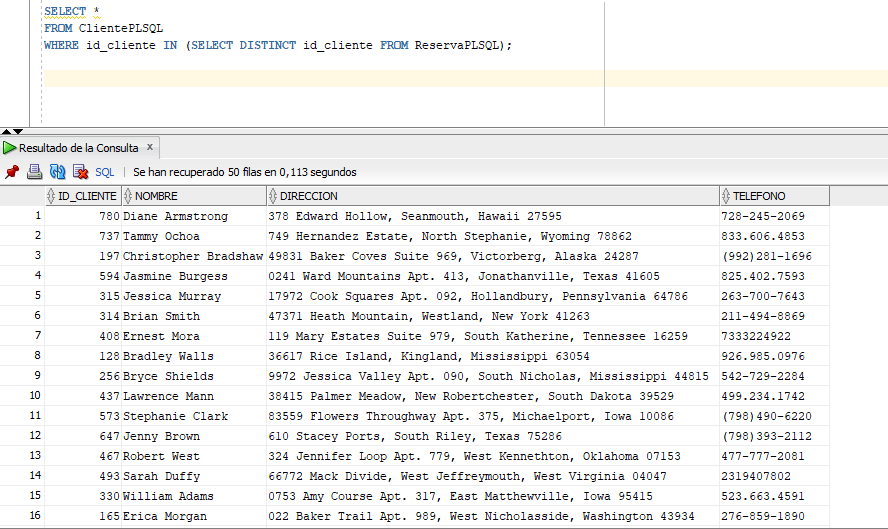 SELECT *
FROM ClientePLSQL
WHERE id_cliente IN (SELECT DISTINCT id_cliente FROM ReservaPLSQL);
Resultado de la Consulta x
SQL | Se han recuperado 50 filas en 0,113 segundos
ID_CLIENTE NOMBRE DIRECCION TELEFONO
1 780 Diane Armstrong 378 Edward Hollow, Seanmouth, Hawaii 27595 728-245-2069
2 737 Tammy Ochoa 749 Hernandez Estate, North Stephanie, Wyoming 78862 833.606.4853
3 197 Christopher Bradshaw 49831 Baker Coves Suite 969, Victorberg, Alaska 24287 (992)281-1696
4 594 Jasmine Burgess 0241 Ward Mountains Apt. 413, Jonathanville, Texas 41605 825.402.7593
5 315 Jessica Murray 17972 Cook Squares Apt. 092, Hollandbury, Pennsylvania 64786 263-700-7643
6 314 Brian Smith 47371 Heath Mountain, Westland, New York 41263 211-494-8869
7 408 Ernest Mora 119 Mary Estates Suite 979, South Katherine, Tennessee 16259 7333224922
8 128 Bradley Walls 36617 Rice Island, Kingland, Mississippi 63054 926.985.0976
9 256 Bryce Shields 9972 Jessica Valley Apt. 090, South Nicholas, Mississippi 44815 542-729-2284
10 437 Lawrence Mann 38415 Palmer Meadow, New Robertchester, South Dakota 39529 499.234.1742
11 573 Stephanie Clark 83559 Flowers Throughway Apt. 375, Michaelport, Iowa 10086 (798)490-6220
12 647 Jenny Brown 610 Stacey Ports, South Riley, Texas 75286 (798)393-2112
13 467 Robert West 324 Jennifer Loop Apt. 779, West Kennethton, Oklahoma 07153 477-777-2081
14 493 Sarah Duffy 66772 Mack Divide, West Jeffreymouth, West Virginia 04047 2319407802
15 330 William Adams 0753 Amy Course Apt. 317, East Matthewville, Iowa 95415 523.663.4591
16 165 Erica Morgan 022 Baker Trail Apt. 989, West Nicholasside, Washington 43934 276-859-1890